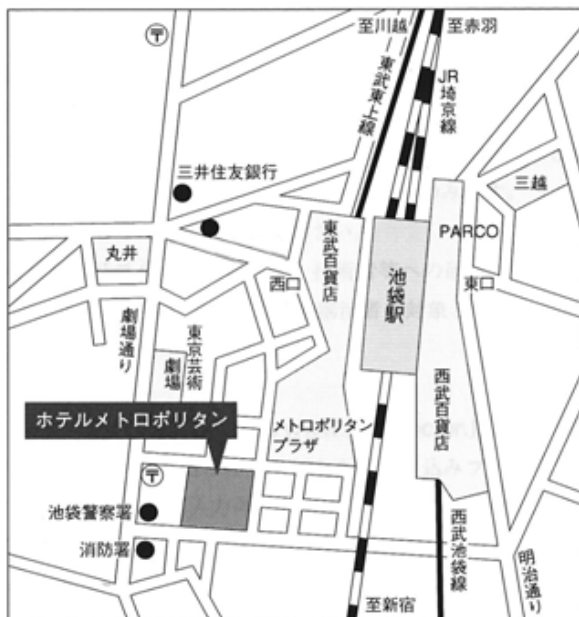 至川越
至赤羽
〒
東武東上線
JR埼京線
三井住友銀行
三越
丸井
東武百貨店
PARCO
池袋駅
西口
東口
劇場通り
東京芸術
劇場
西武百貨店
ホテルメトロポリタン
メトロポリタン
プラザ
〒
池袋警察署
消防署
西武池袋線
明治通り
至新宿